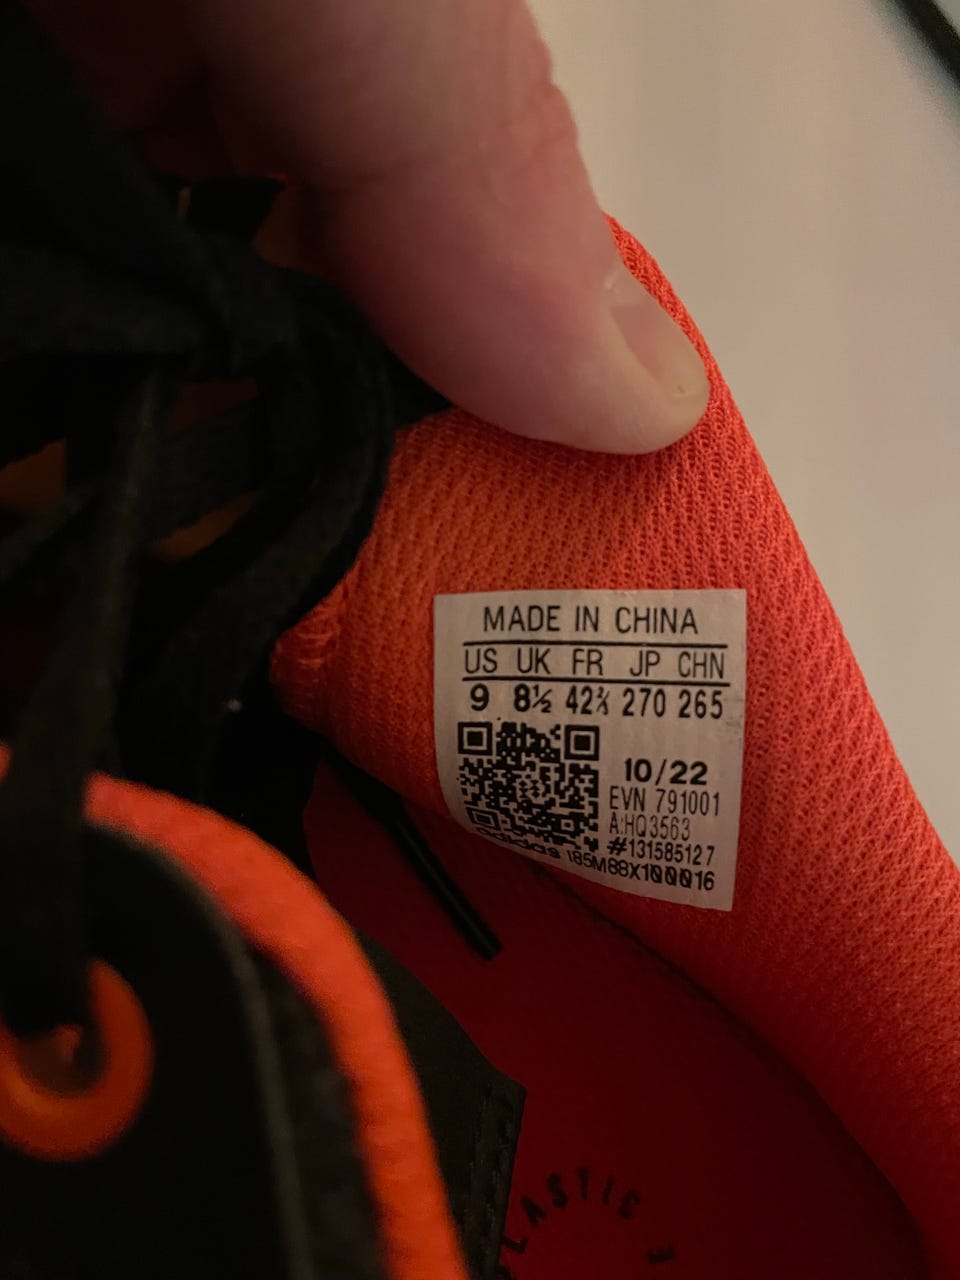 MADE IN CHINA
US UK FR JP CHN
9 8½ 42⅔ 270 265
10/22
EVN 791001
A:HQ3563
#131585127
adidas 185M88X100016
PLASTIC